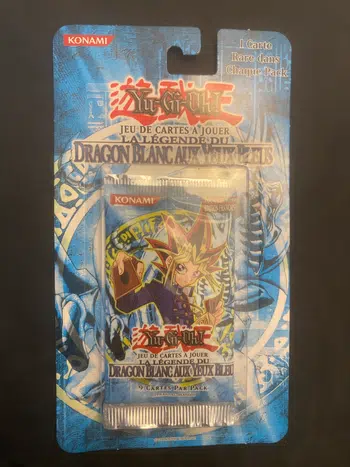 KONAMI
1 Carte
Rare dans
Chaque Pack
Yu-Gi-Oh!
JEU DE CARTES À JOUER
LA LÉGENDE DU
DRAGON BLANC AUX YEUX BLEUS
KONAMI
Yu-Gi-Oh!
JEU DE CARTES À JOUER
LA LÉGENDE DU
DRAGON BLANC AUX YEUX BLEU
9 CARTES PAR PACK